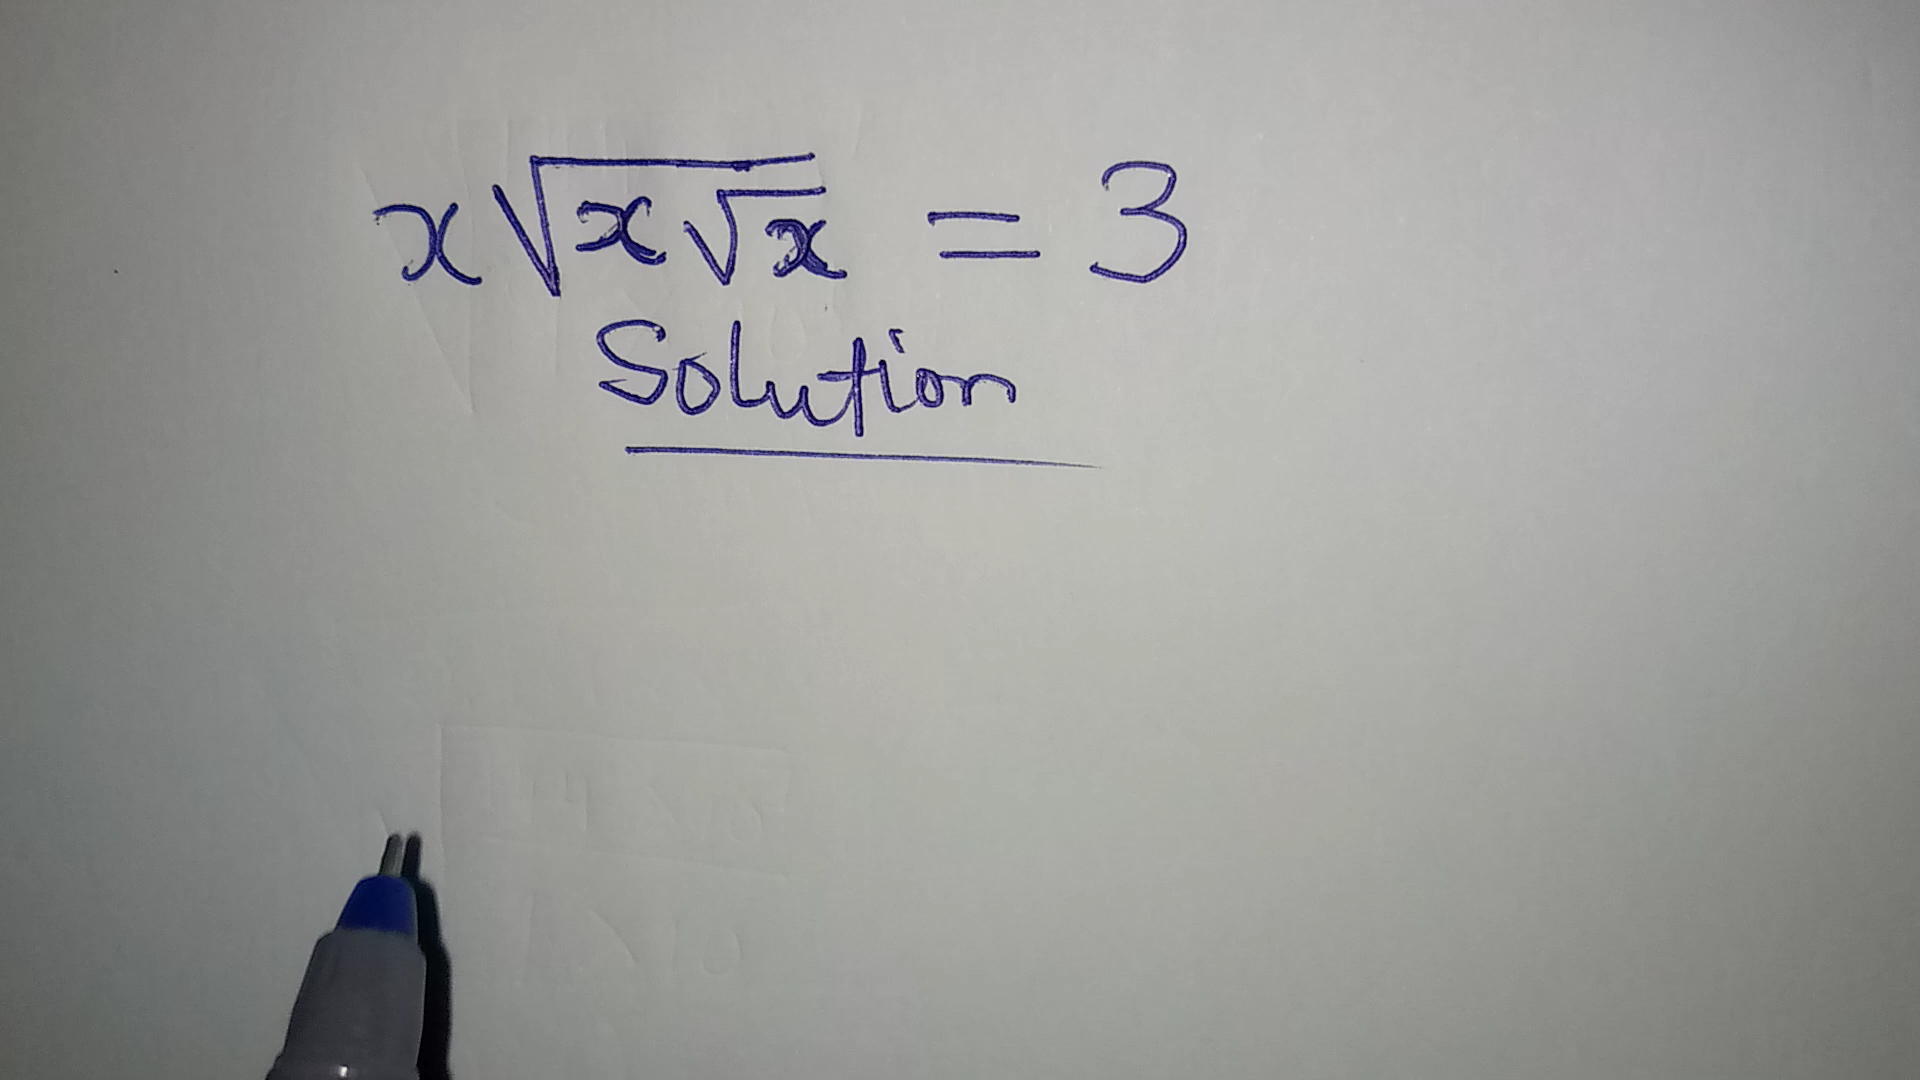 x√(x√x) = 3
Solution